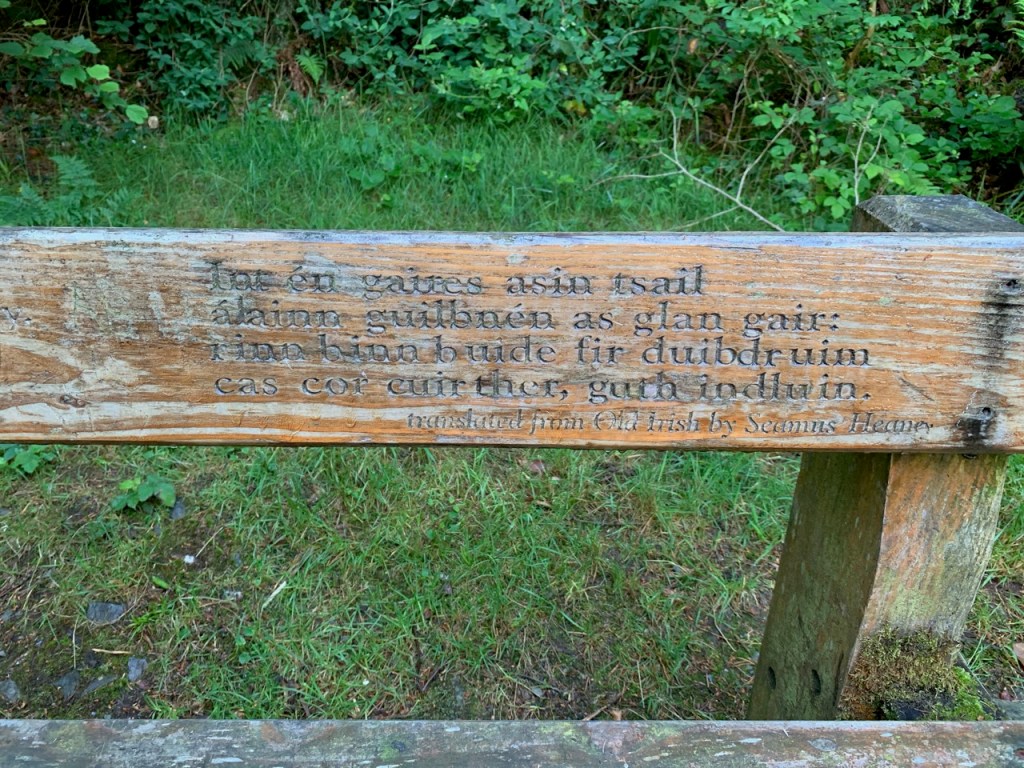 Int én gaires asin tsail
álainn guilbnén as glan gair:
rinn binn buide fir duibdruim
cas cor cuirther, guth indluin.
translated from Old Irish by Seamus Heaney
y.